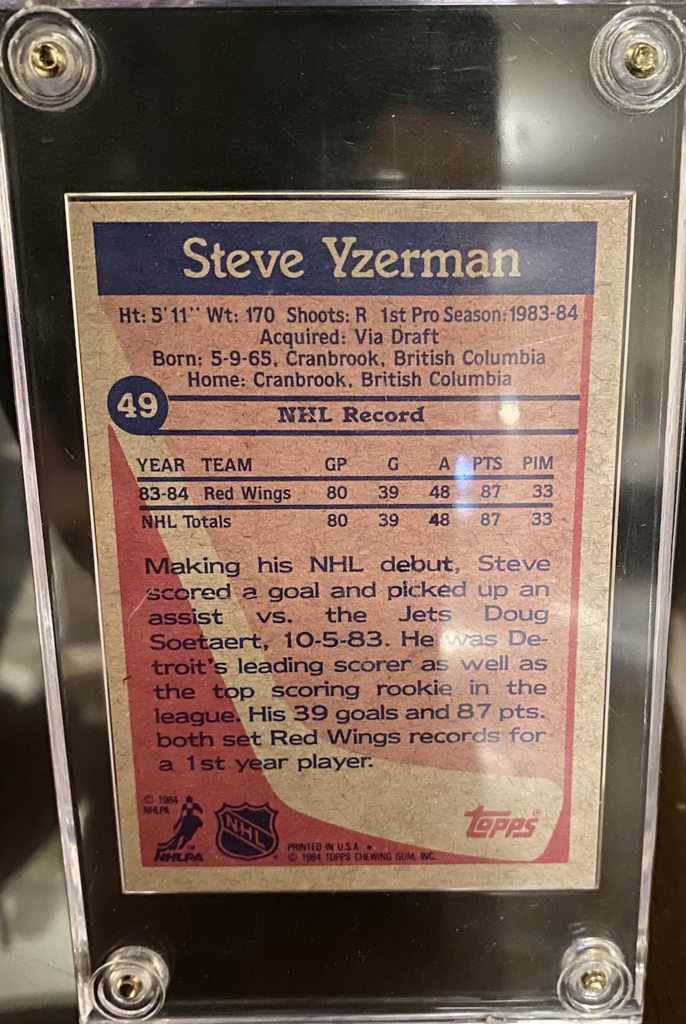 Steve Yzerman
Ht: 5'11'' Wt: 170 Shoots: R 1st Pro Season: 1983-84
Acquired: Via Draft
Born: 5-9-65, Cranbrook, British Columbia
Home: Cranbrook, British Columbia
49
NHL Record
YEAR TEAM GP G A PTS PIM
83-84 Red Wings 80 39 48 87 33
NHL Totals 80 39 48 87 33
Making his NHL debut, Steve
scored a goal and picked up an
assist vs. the Jets Doug
Soetaert, 10-5-83. He was De-
troit's leading scorer as well as
the top scoring rookie in the
league. His 39 goals and 87 pts.
both set Red Wings records for
a 1st year player.
© 1984
NHLPA
NHLPA
TM
NHL
PRINTED IN U.S.A.
© 1984 TOPPS CHEWING GUM, INC.
topps®